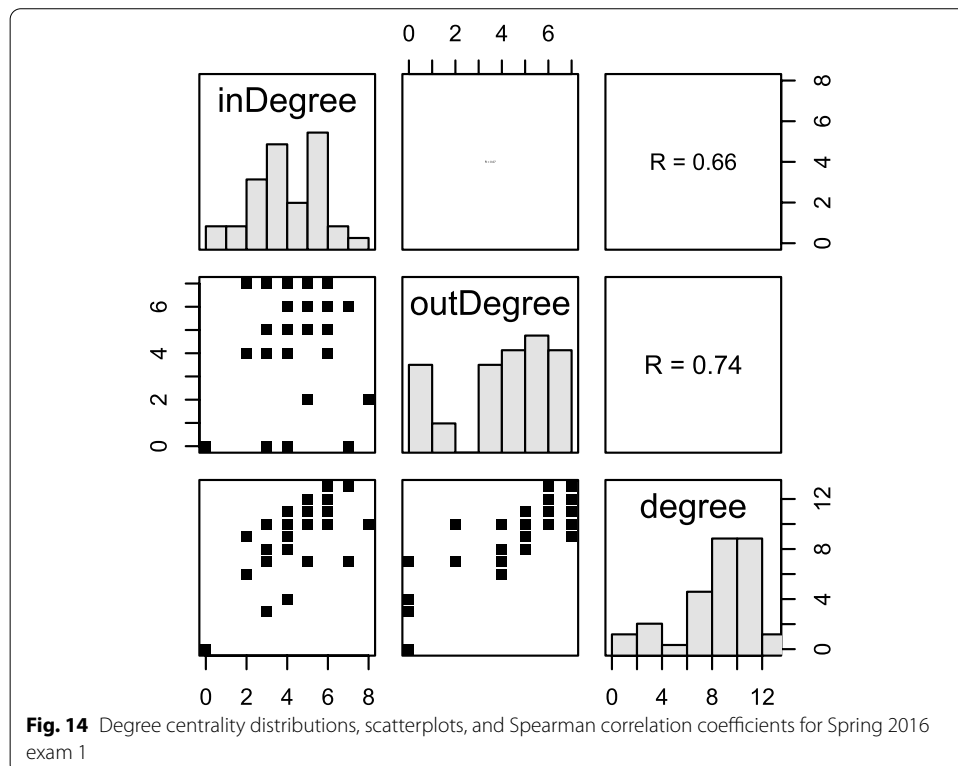 0 2 4 6
inDegree
R = 0.66
8
6
4
2
0
6
4
2
0
outDegree
R = 0.74
degree
12
8
4
0
0 2 4 6 8
0 4 8 12
Fig. 14 Degree centrality distributions, scatterplots, and Spearman correlation coefficients for Spring 2016
exam 1